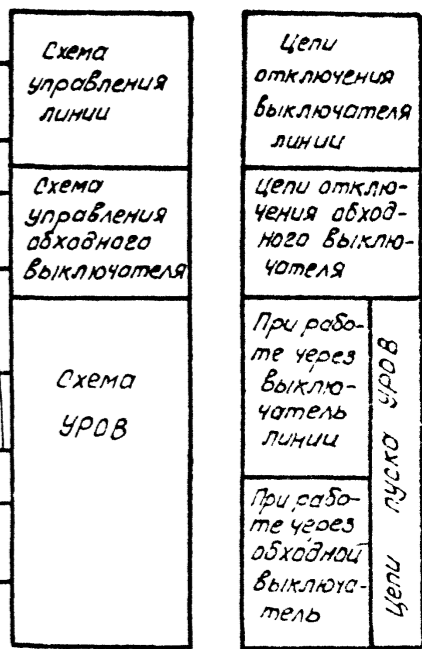 Схема
управления
линии
Схема
управления
обходного
выключателя
Схема
УРОВ
Цепи
отключения
выключателя
линии
Цепи отклю-
чения обход-
ного выклю-
чателя
При рабо-
те через
выклю-
чатель
линии
При рабо-
те через
обходной
выключа-
тель
Цепи пуска УРОВ